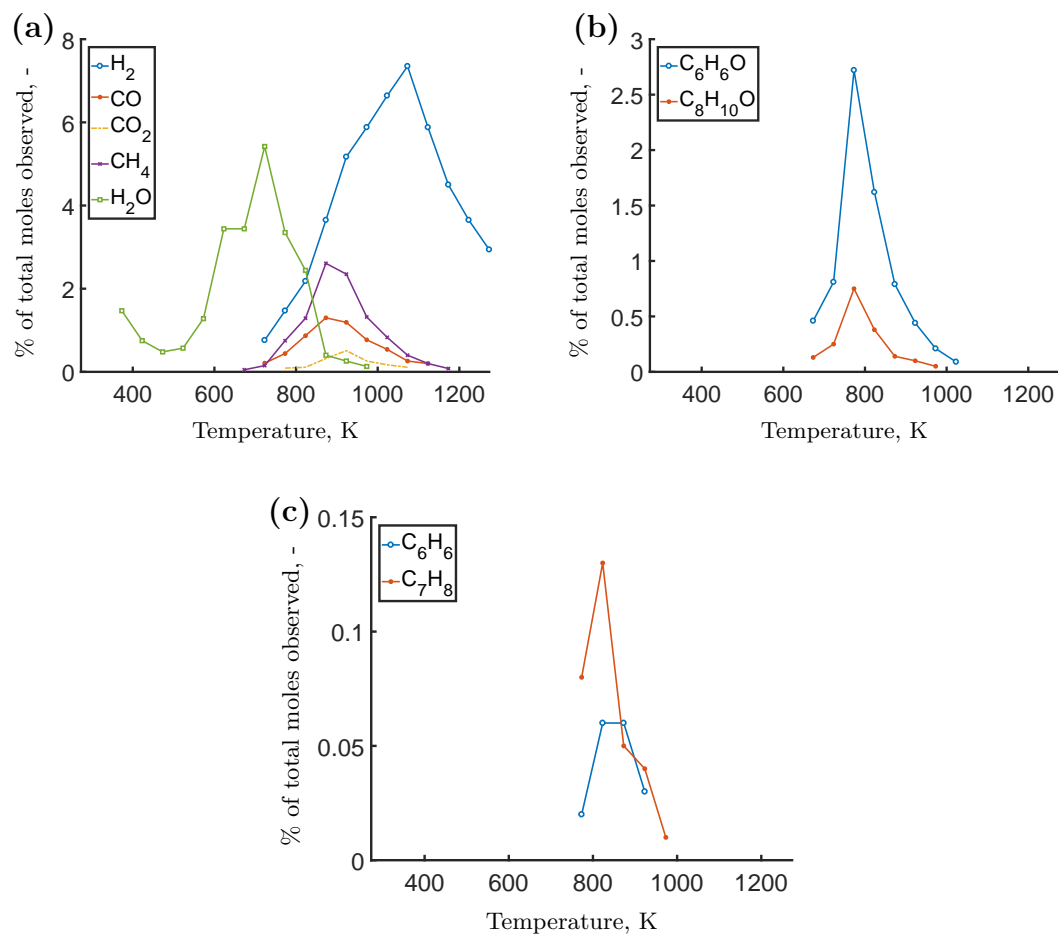 (a)
% of total moles observed, -
8
6
4
2
0
H2
CO
CO2
CH4
H2O
400 600 800 1000 1200
Temperature, K
(b)
% of total moles observed, -
3
2.5
2
1.5
1
0.5
0
C6H6O
C8H10O
400 600 800 1000 1200
Temperature, K
(c)
% of total moles observed, -
0.15
0.1
0.05
0
C6H6
C7H8
400 600 800 1000 1200
Temperature, K